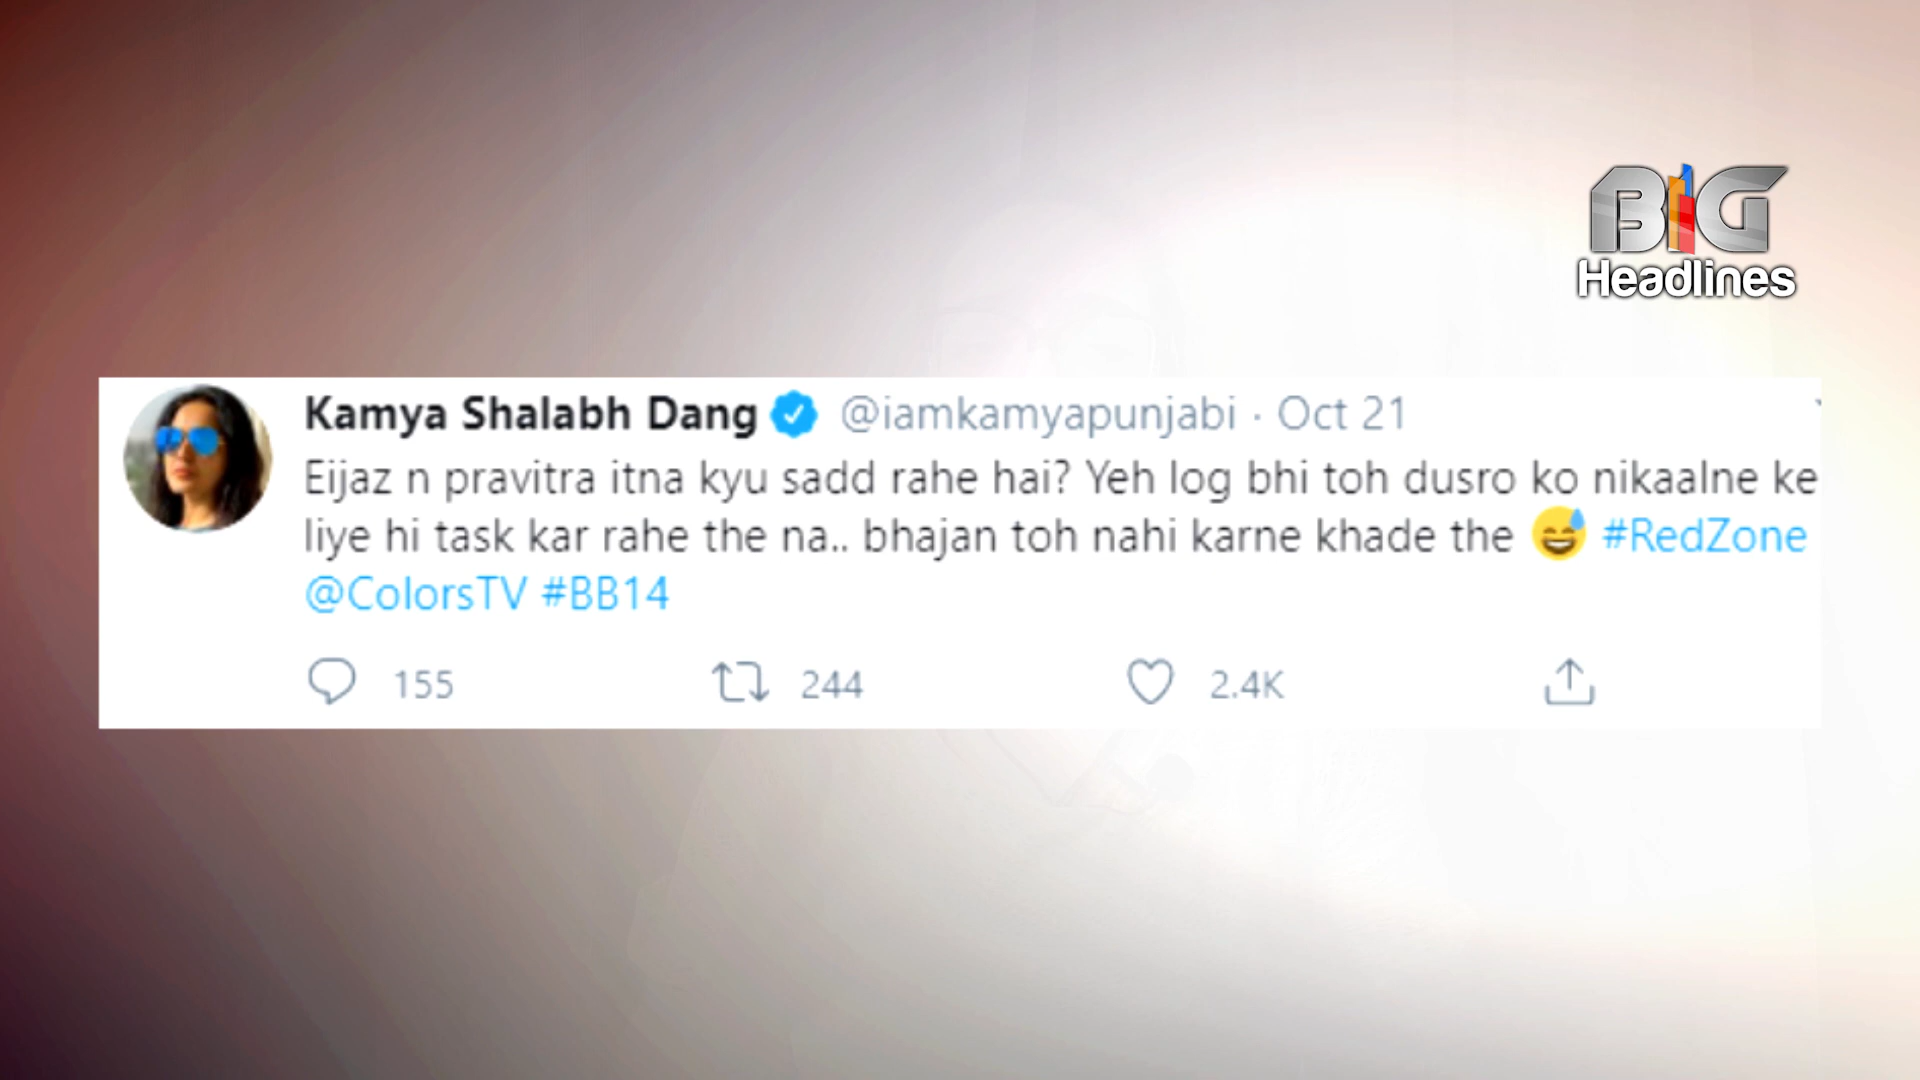 BIG
Headlines
Kamya Shalabh Dang @iamkamyapunjabi · Oct 21
Eijaz n pravitra itna kyu sadd rahe hai? Yeh log bhi toh dusro ko nikaalne ke
liye hi task kar rahe the na.. bhajan toh nahi karne khade the 😅 #RedZone
@ColorsTV #BB14
155 244 2.4K